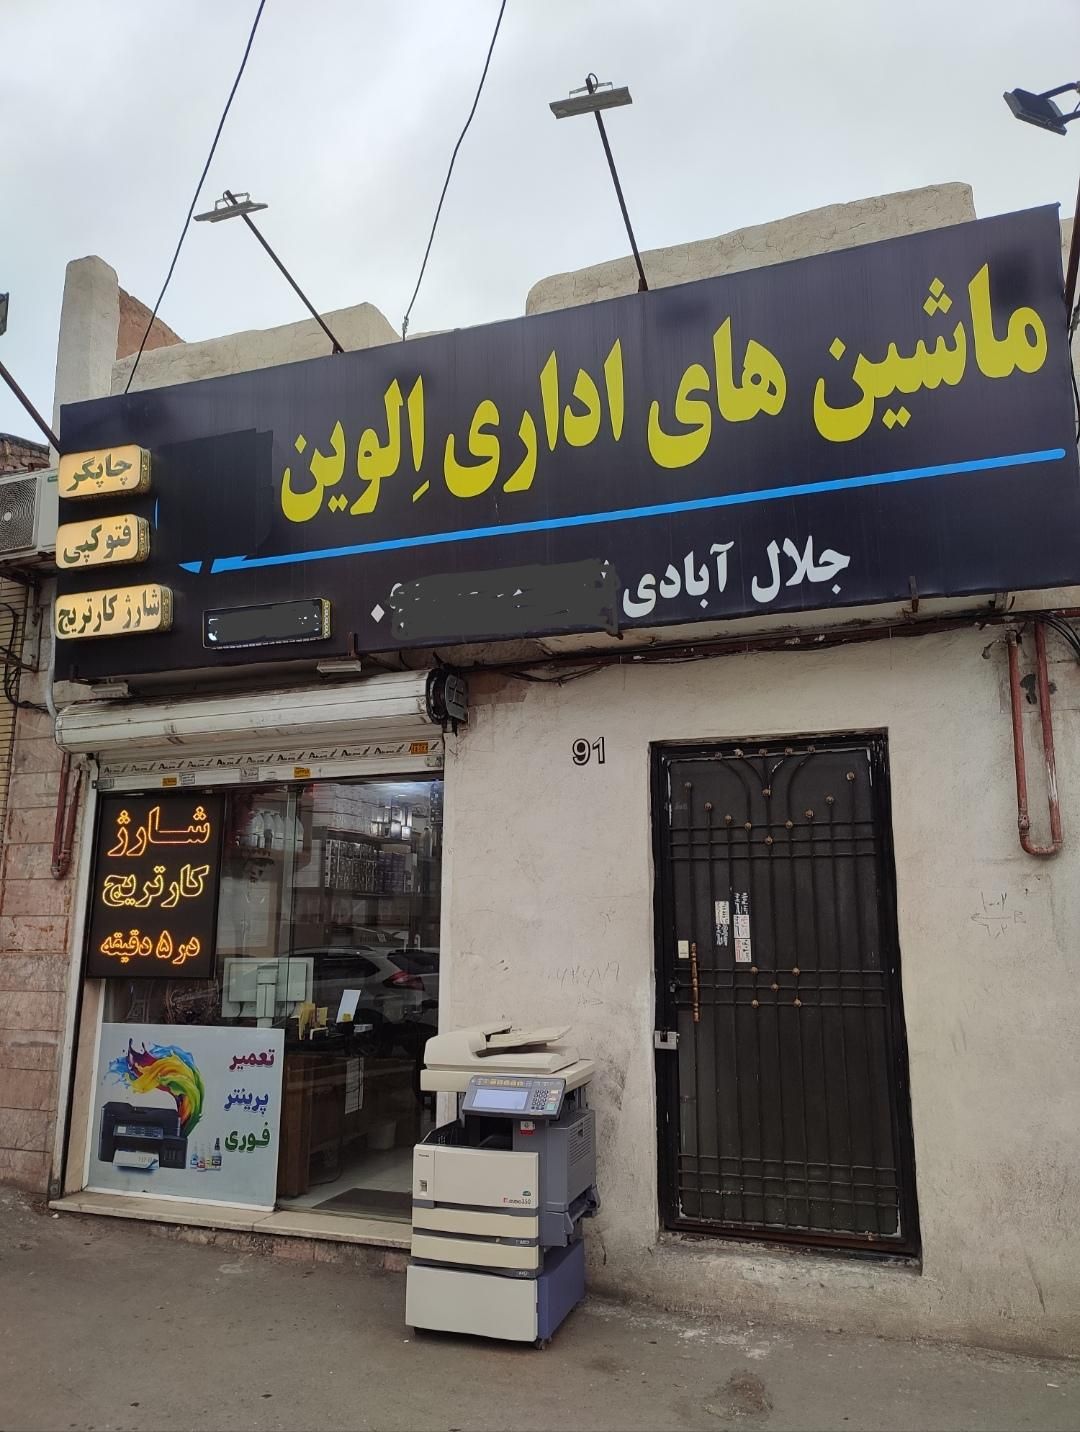 ماشین های اداری اِلوین
جلال آبادی
چاپگر
فتوکپی
شارژ کارتریج
91
شارژ
کارتریج
در ۵ دقیقه
تعمیر
پرینتر
فوری